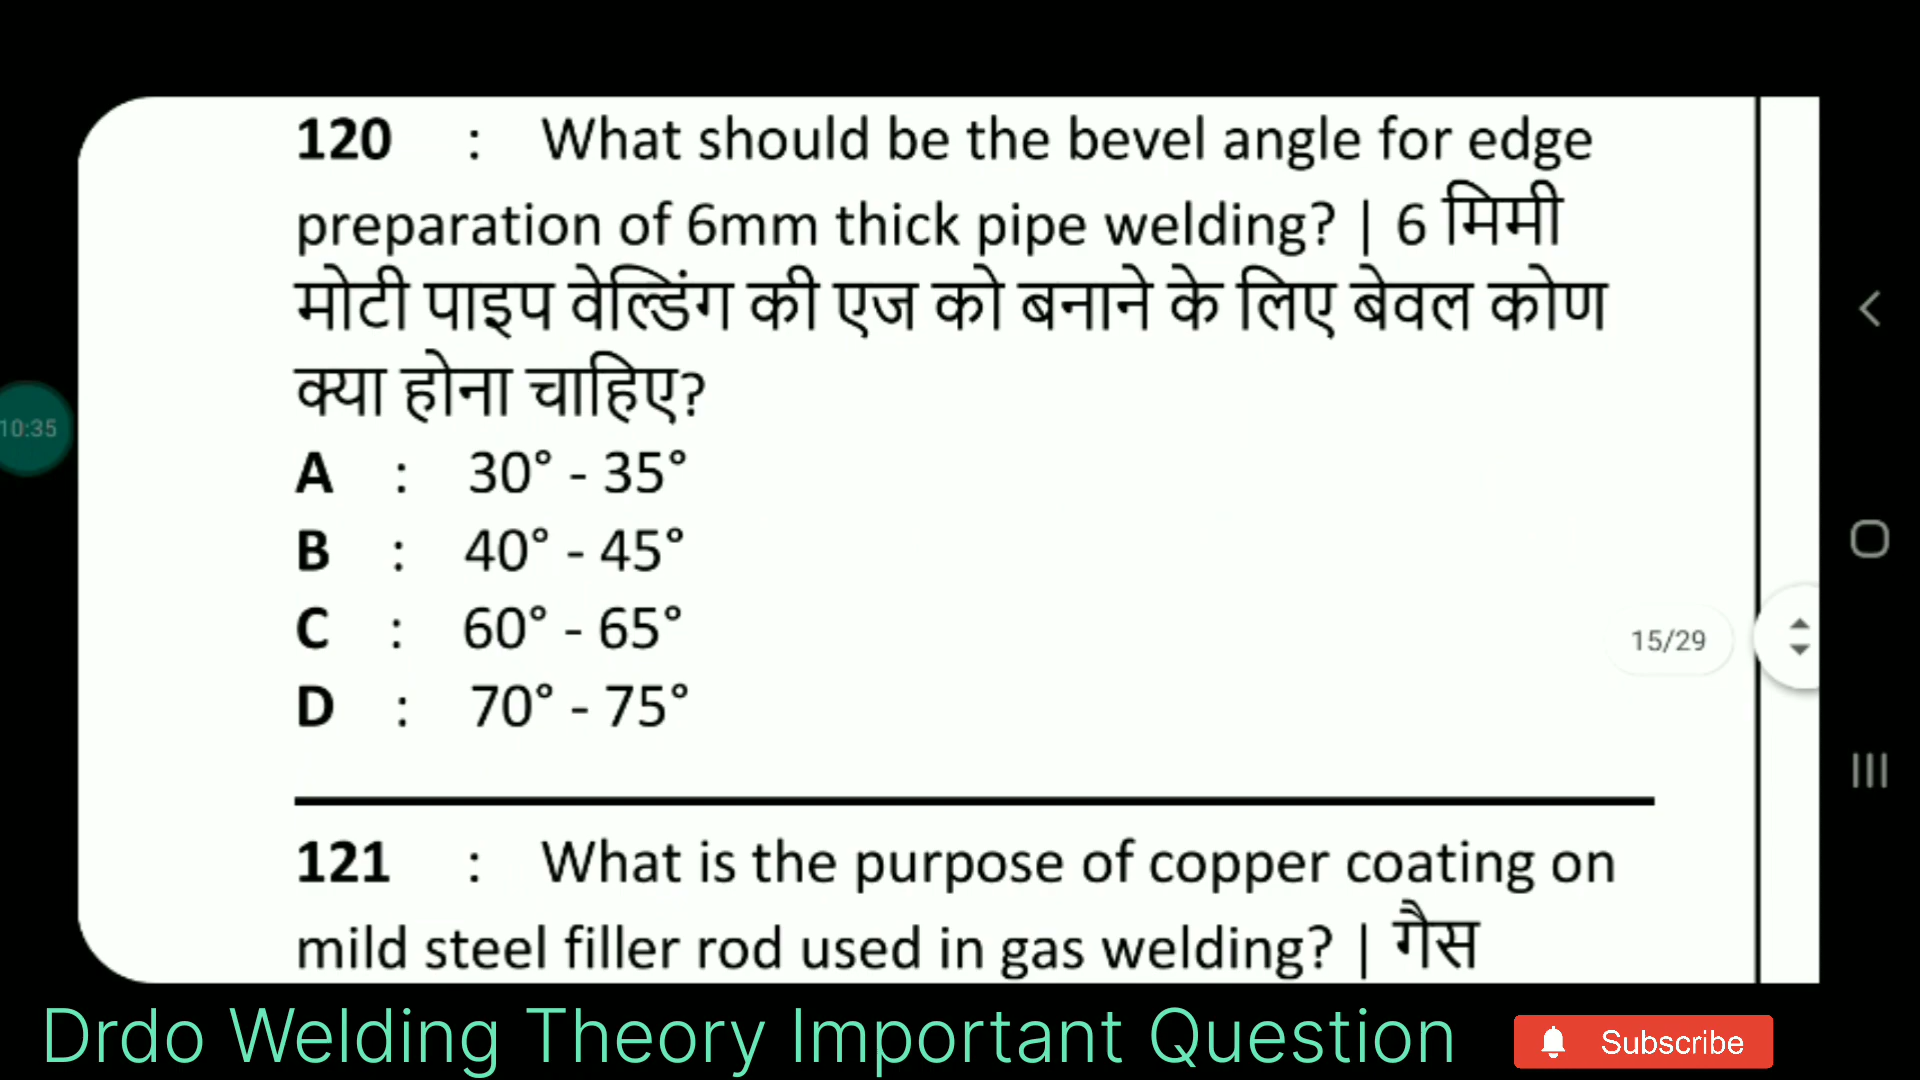 120 : What should be the bevel angle for edge
preparation of 6mm thick pipe welding? | 6 मिमी
मोटी पाइप वेल्डिंग की एज को बनाने के लिए बेवल कोण
क्या होना चाहिए?
A : 30° - 35°
B : 40° - 45°
C : 60° - 65°
D : 70° - 75°
10:35
15/29
121 : What is the purpose of copper coating on
mild steel filler rod used in gas welding? | गैस
Drdo Welding Theory Important Question
Subscribe